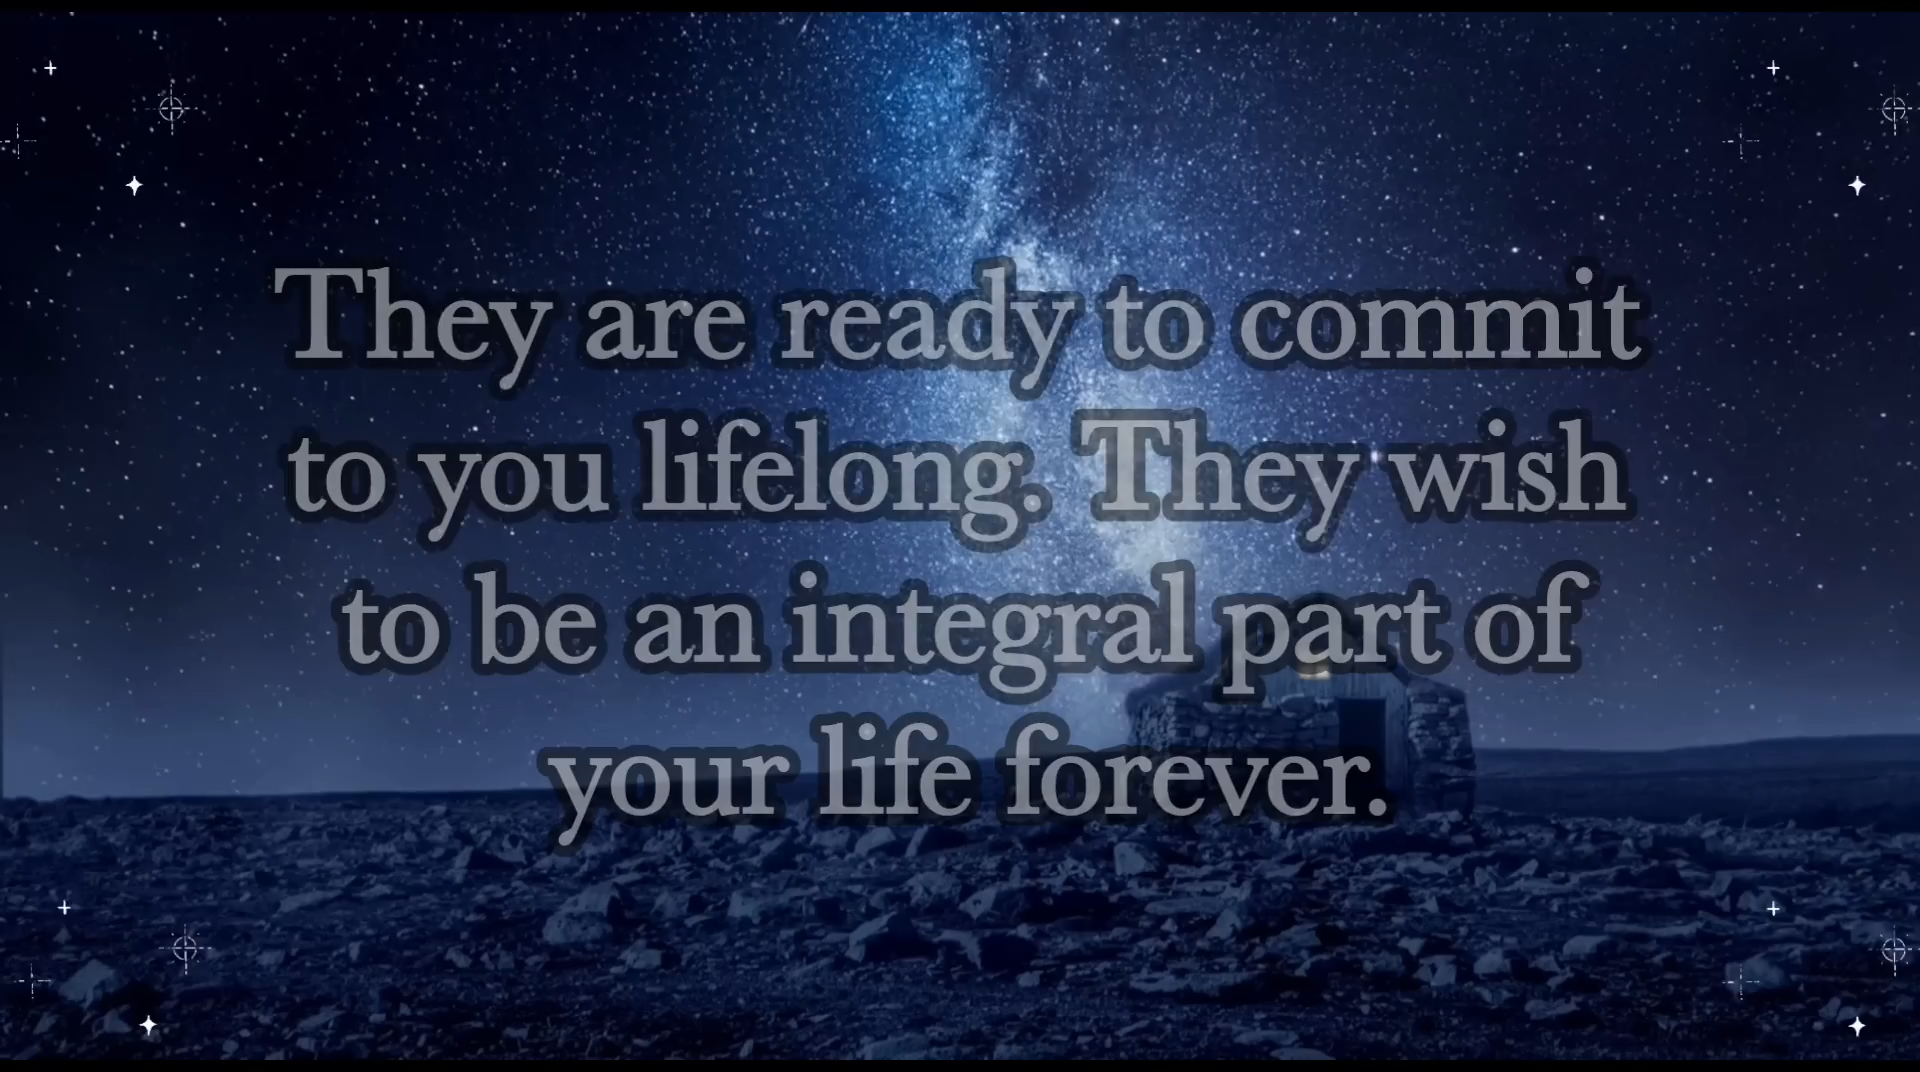 They are ready to commit
to you lifelong. They wish
to be an integral part of
your life forever.